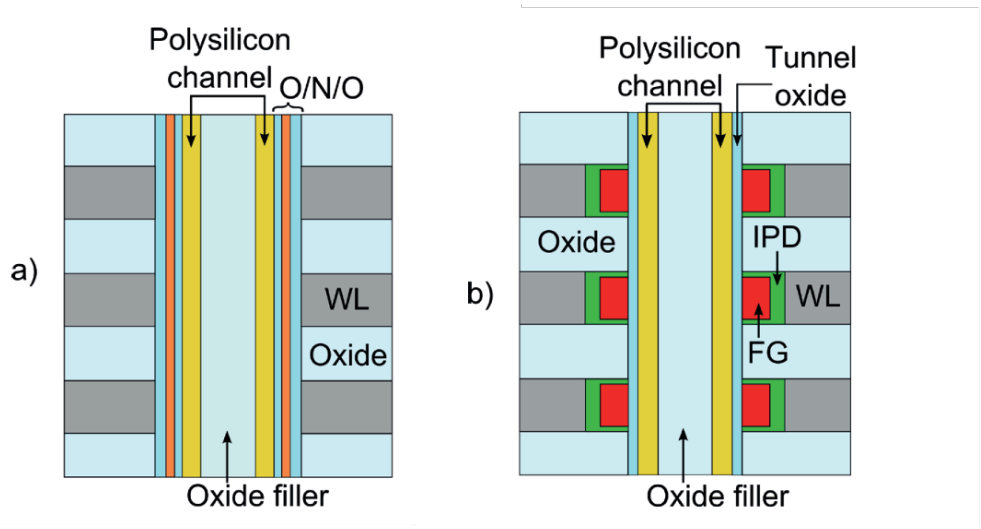 Polysilicon
channel
O/N/O
a)
WL
Oxide
Oxide filler
Polysilicon
channel
Tunnel
oxide
Oxide
IPD
b)
WL
FG
Oxide filler